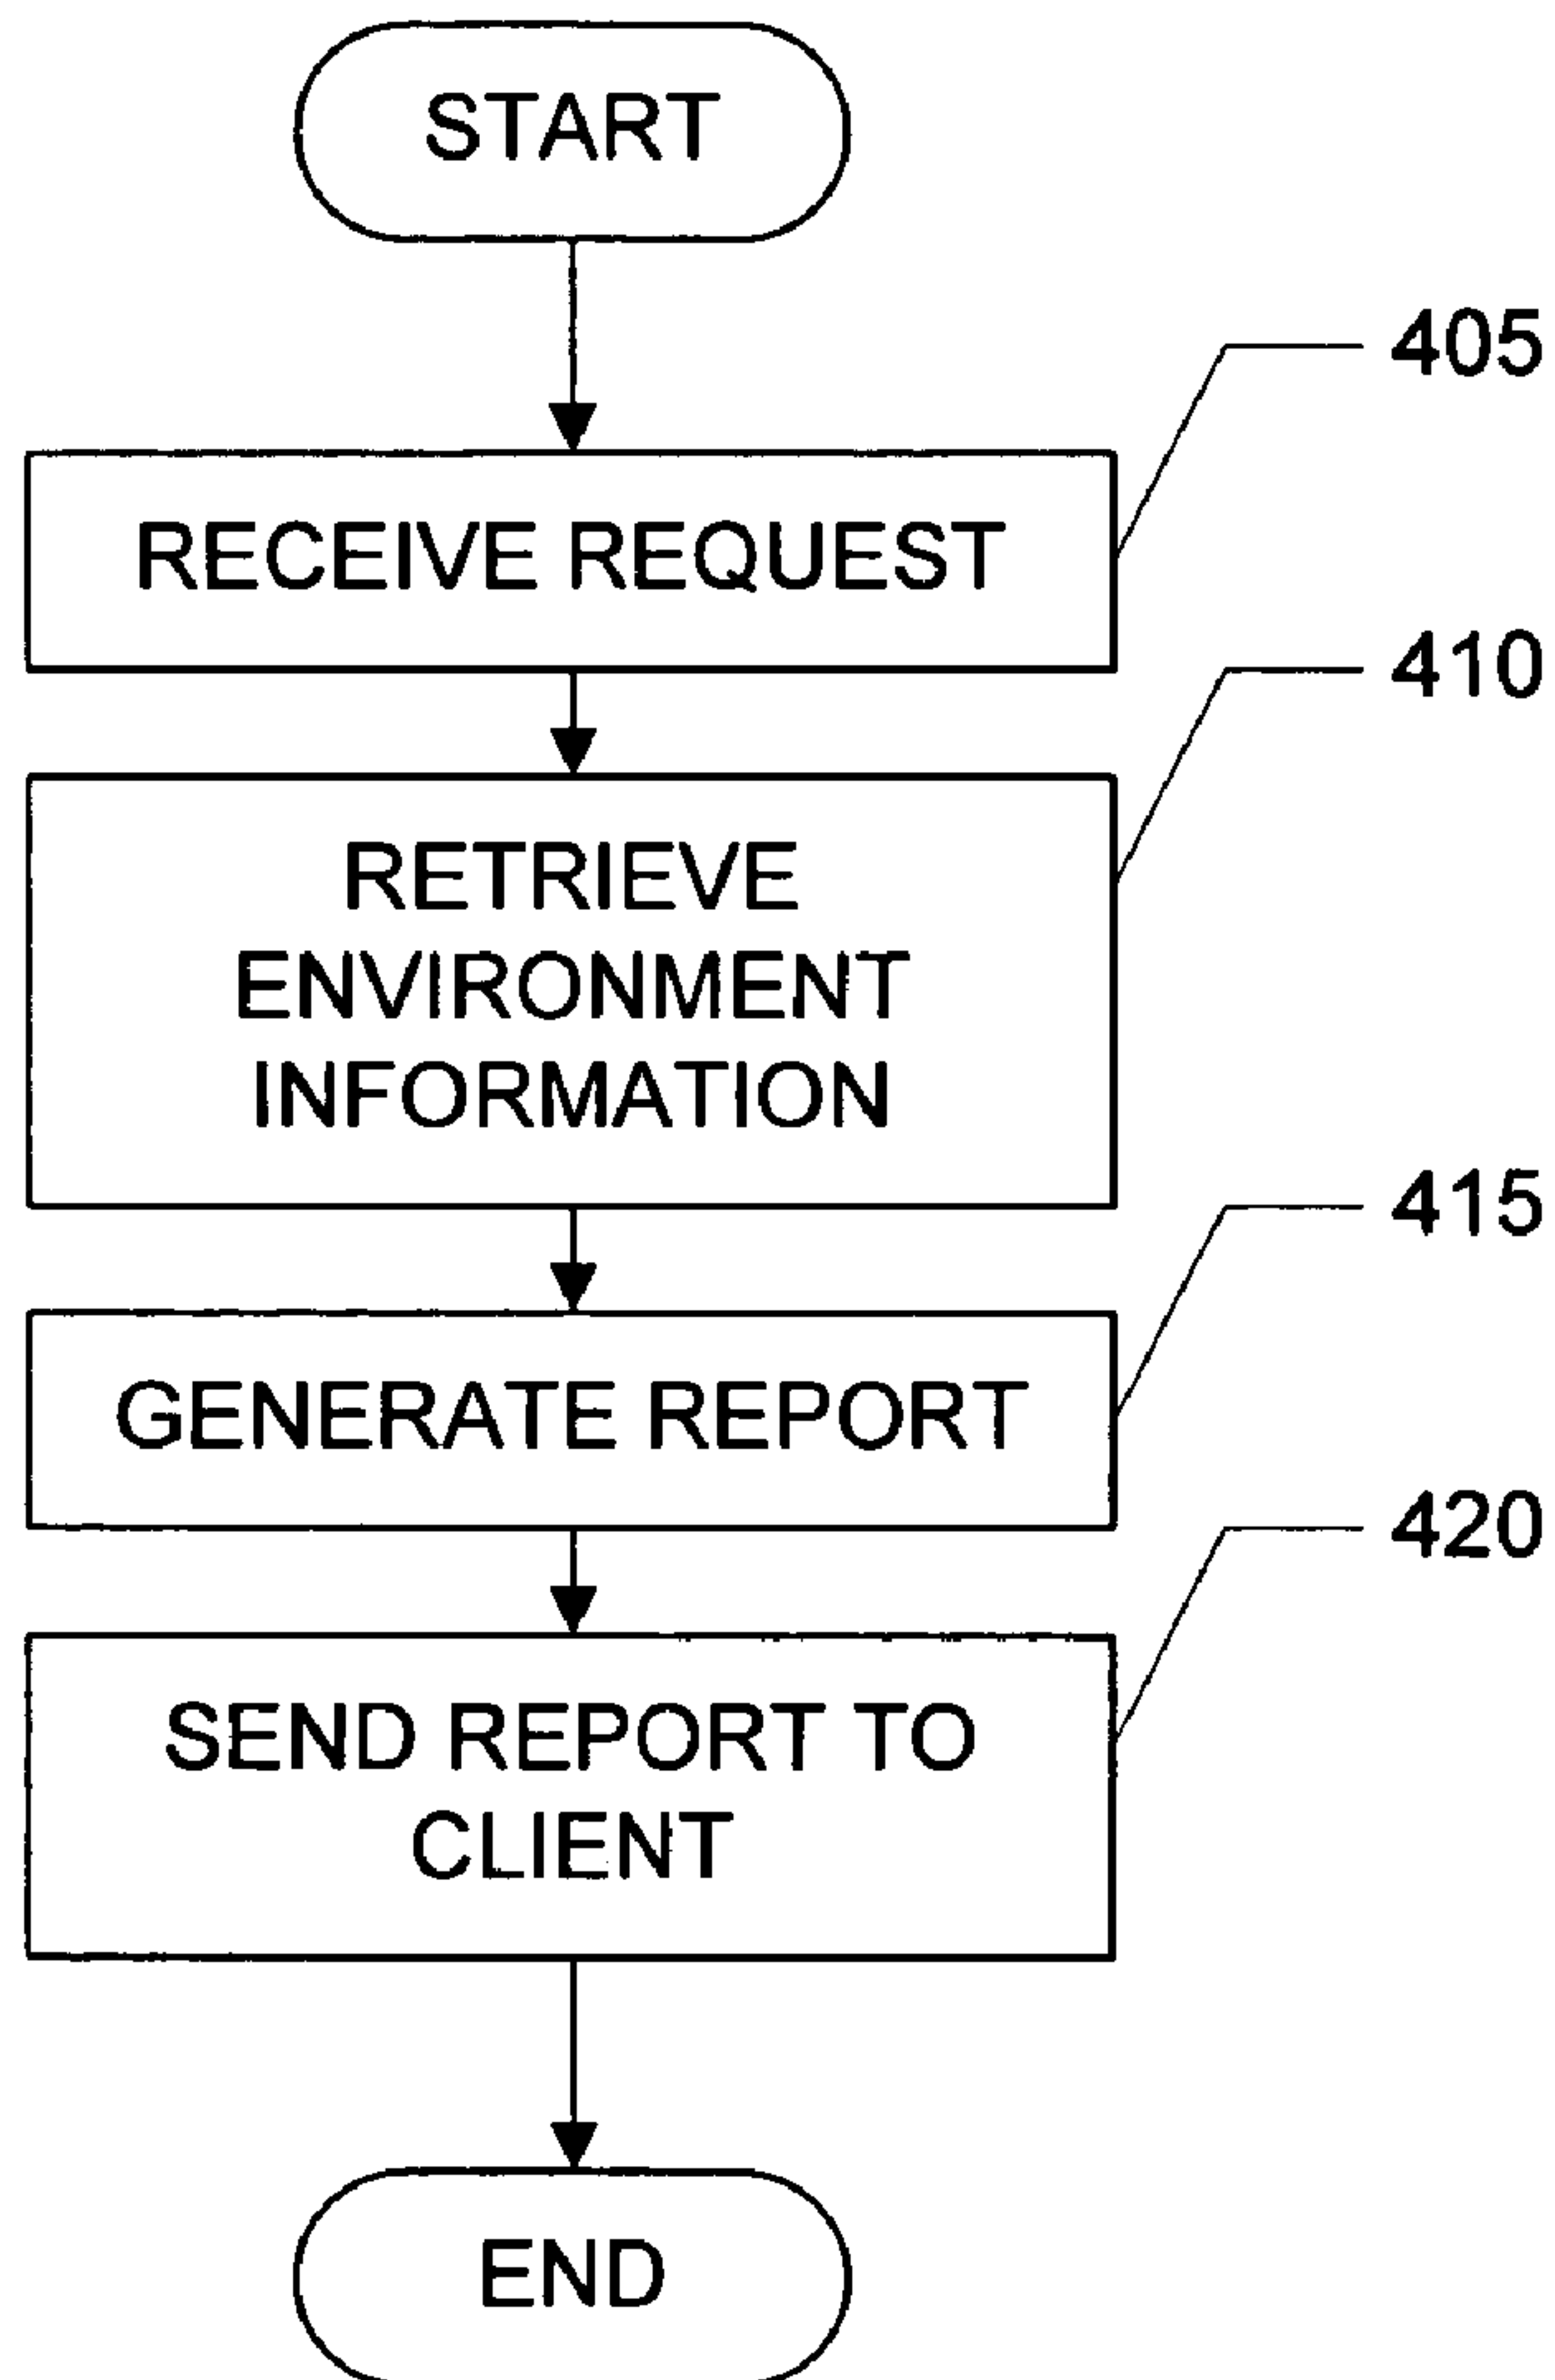 START
405
RECEIVE REQUEST
410
RETRIEVE
ENVIRONMENT
INFORMATION
415
GENERATE REPORT
420
SEND REPORT TO
CLIENT
END